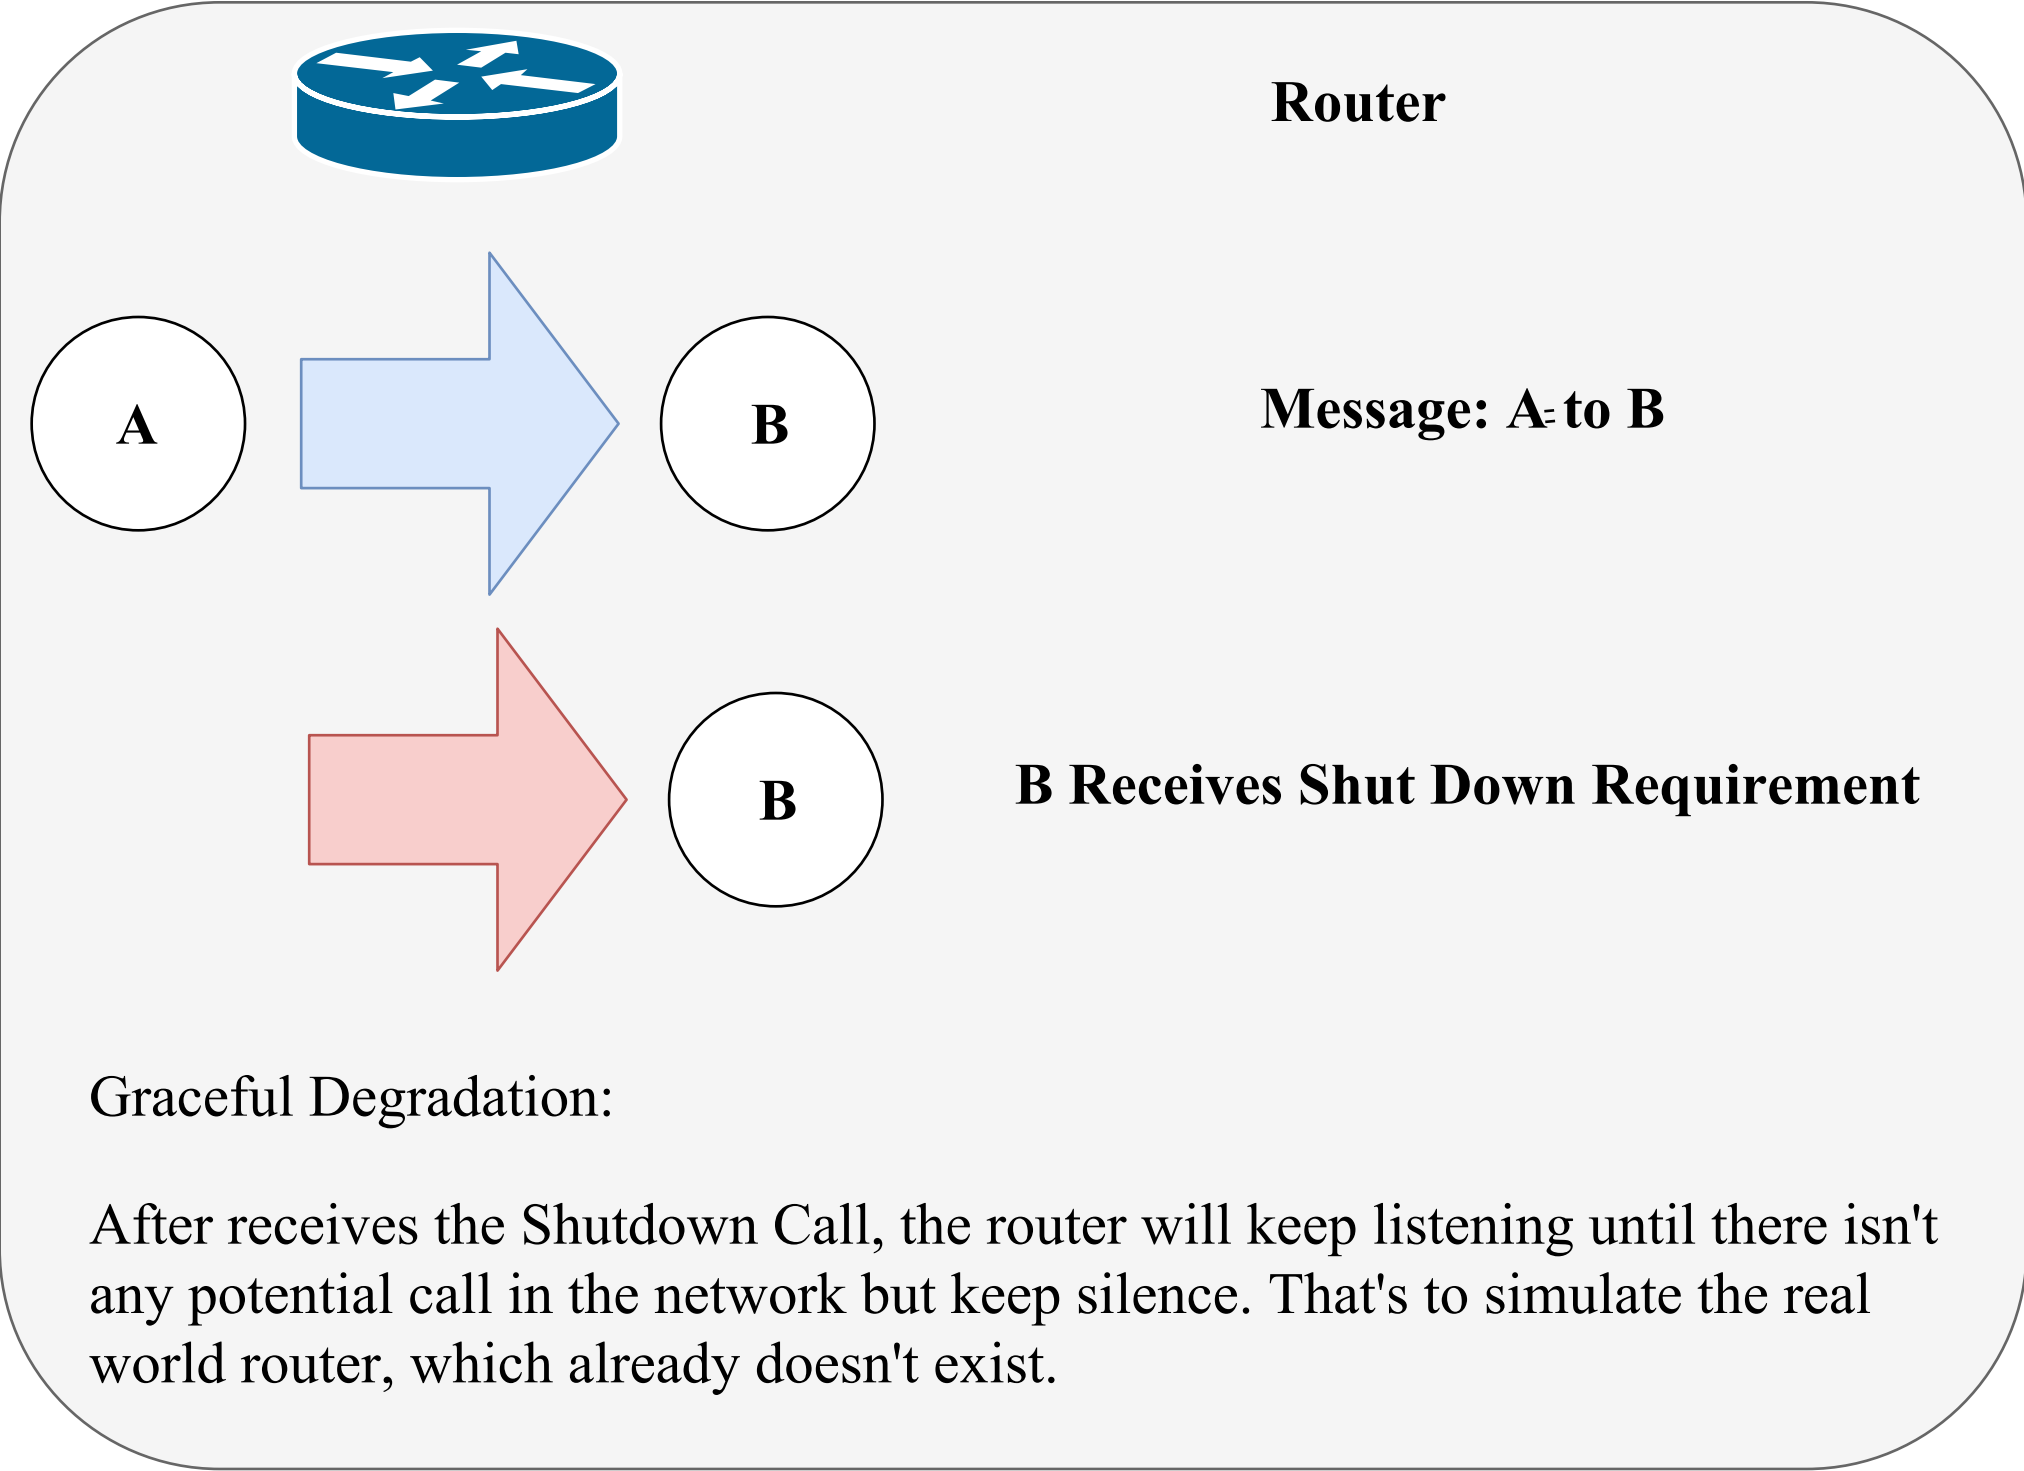 Router
A
B
Message: A to B
B
B Receives Shut Down Requirement
Graceful Degradation:
After receives the Shutdown Call, the router will keep listening until there isn't
any potential call in the network but keep silence. That's to simulate the real
world router, which already doesn't exist.